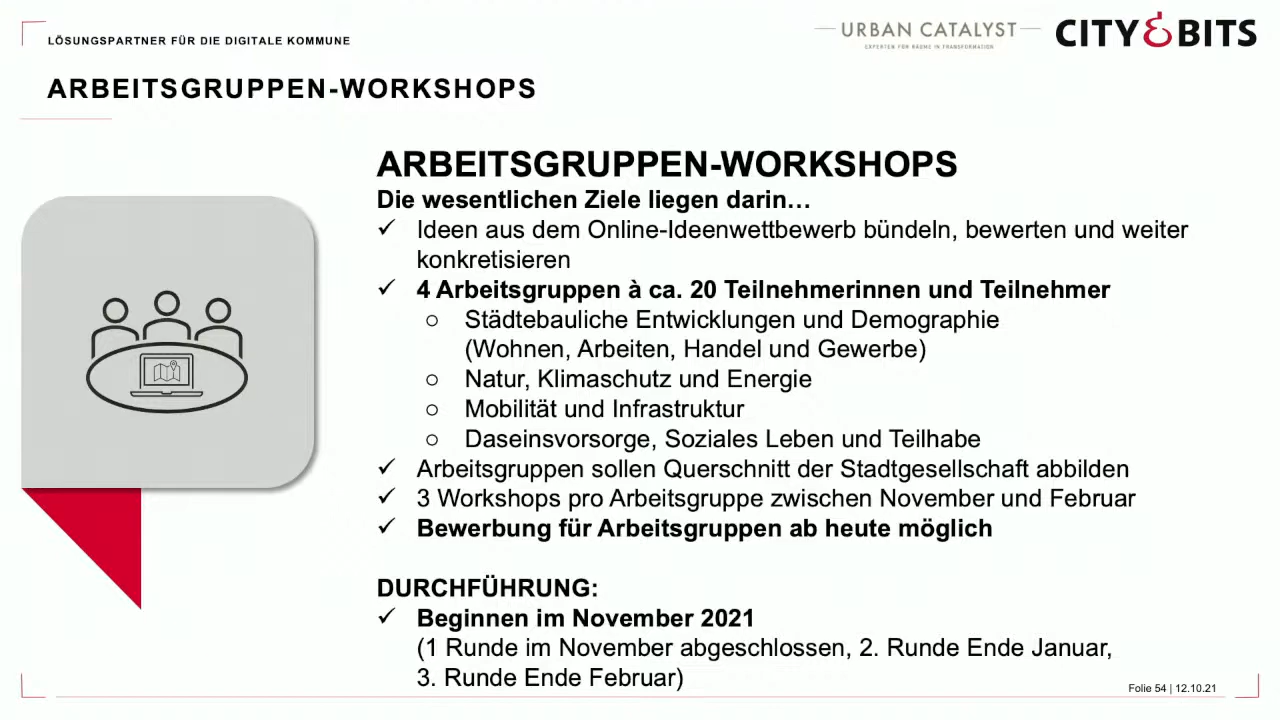 LÖSUNGSPARTNER FÜR DIE DIGITALE KOMMUNE
URBAN CATALYST
EXPERTEN FÜR RÄUME IN TRANSFORMATION
CITY & BITS
ARBEITSGRUPPEN-WORKSHOPS
ARBEITSGRUPPEN-WORKSHOPS
Die wesentlichen Ziele liegen darin…
✓ Ideen aus dem Online-Ideenwettbewerb bündeln, bewerten und weiter
konkretisieren
✓ 4 Arbeitsgruppen à ca. 20 Teilnehmerinnen und Teilnehmer
○ Städtebauliche Entwicklungen und Demographie
(Wohnen, Arbeiten, Handel und Gewerbe)
○ Natur, Klimaschutz und Energie
○ Mobilität und Infrastruktur
○ Daseinsvorsorge, Soziales Leben und Teilhabe
✓ Arbeitsgruppen sollen Querschnitt der Stadtgesellschaft abbilden
✓ 3 Workshops pro Arbeitsgruppe zwischen November und Februar
✓ Bewerbung für Arbeitsgruppen ab heute möglich
DURCHFÜHRUNG:
✓ Beginnen im November 2021
(1 Runde im November abgeschlossen, 2. Runde Ende Januar,
3. Runde Ende Februar)
Folie 54 | 12.10.21